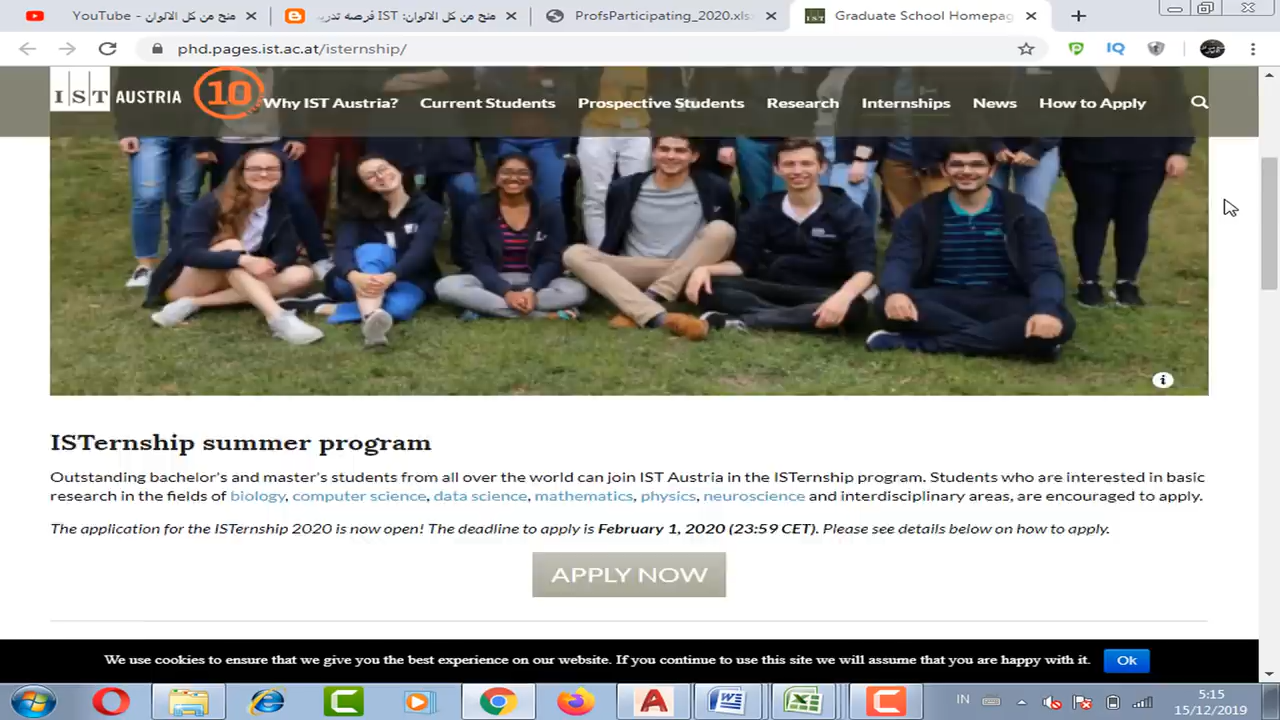 منح من كل الالوان - YouTube
منح من كل الالوان: IST فرصه تدريب
ProfsParticipating_2020.xls
Graduate School Homepag
phd.pages.ist.ac.at/isternship/
IQ
IST AUSTRIA 10
Why IST Austria? Current Students Prospective Students Research Internships News How to Apply
i
ISTernship summer program
Outstanding bachelor's and master's students from all over the world can join IST Austria in the ISTernship program. Students who are interested in basic
research in the fields of biology, computer science, data science, mathematics, physics, neuroscience and interdisciplinary areas, are encouraged to apply.
The application for the ISTernship 2020 is now open! The deadline to apply is February 1, 2020 (23:59 CET). Please see details below on how to apply.
APPLY NOW
We use cookies to ensure that we give you the best experience on our website. If you continue to use this site we will assume that you are happy with it. Ok
IN
5:15
15/12/2019